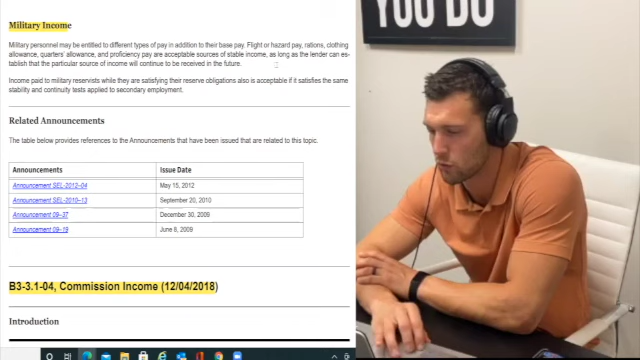 YOU DO
Military Income
Military personnel may be entitled to different types of pay in addition to their base pay. Flight or hazard pay, rations, clothing
allowance, quarters' allowance, and proficiency pay are acceptable sources of stable income, as long as the lender can es-
tablish that the particular source of income will continue to be received in the future.
Income paid to military reservists while they are satisfying their reserve obligations also is acceptable if it satisfies the same
stability and continuity tests applied to secondary employment.
Related Announcements
The table below provides references to the Announcements that have been issued that are related to this topic.
Announcements Issue Date
Announcement SEL-2012-04 May 15, 2012
Announcement SEL-2010-13 September 20, 2010
Announcement 09-37 December 30, 2009
Announcement 09-19 June 8, 2009
B3-3.1-04, Commission Income (12/04/2018)
Introduction